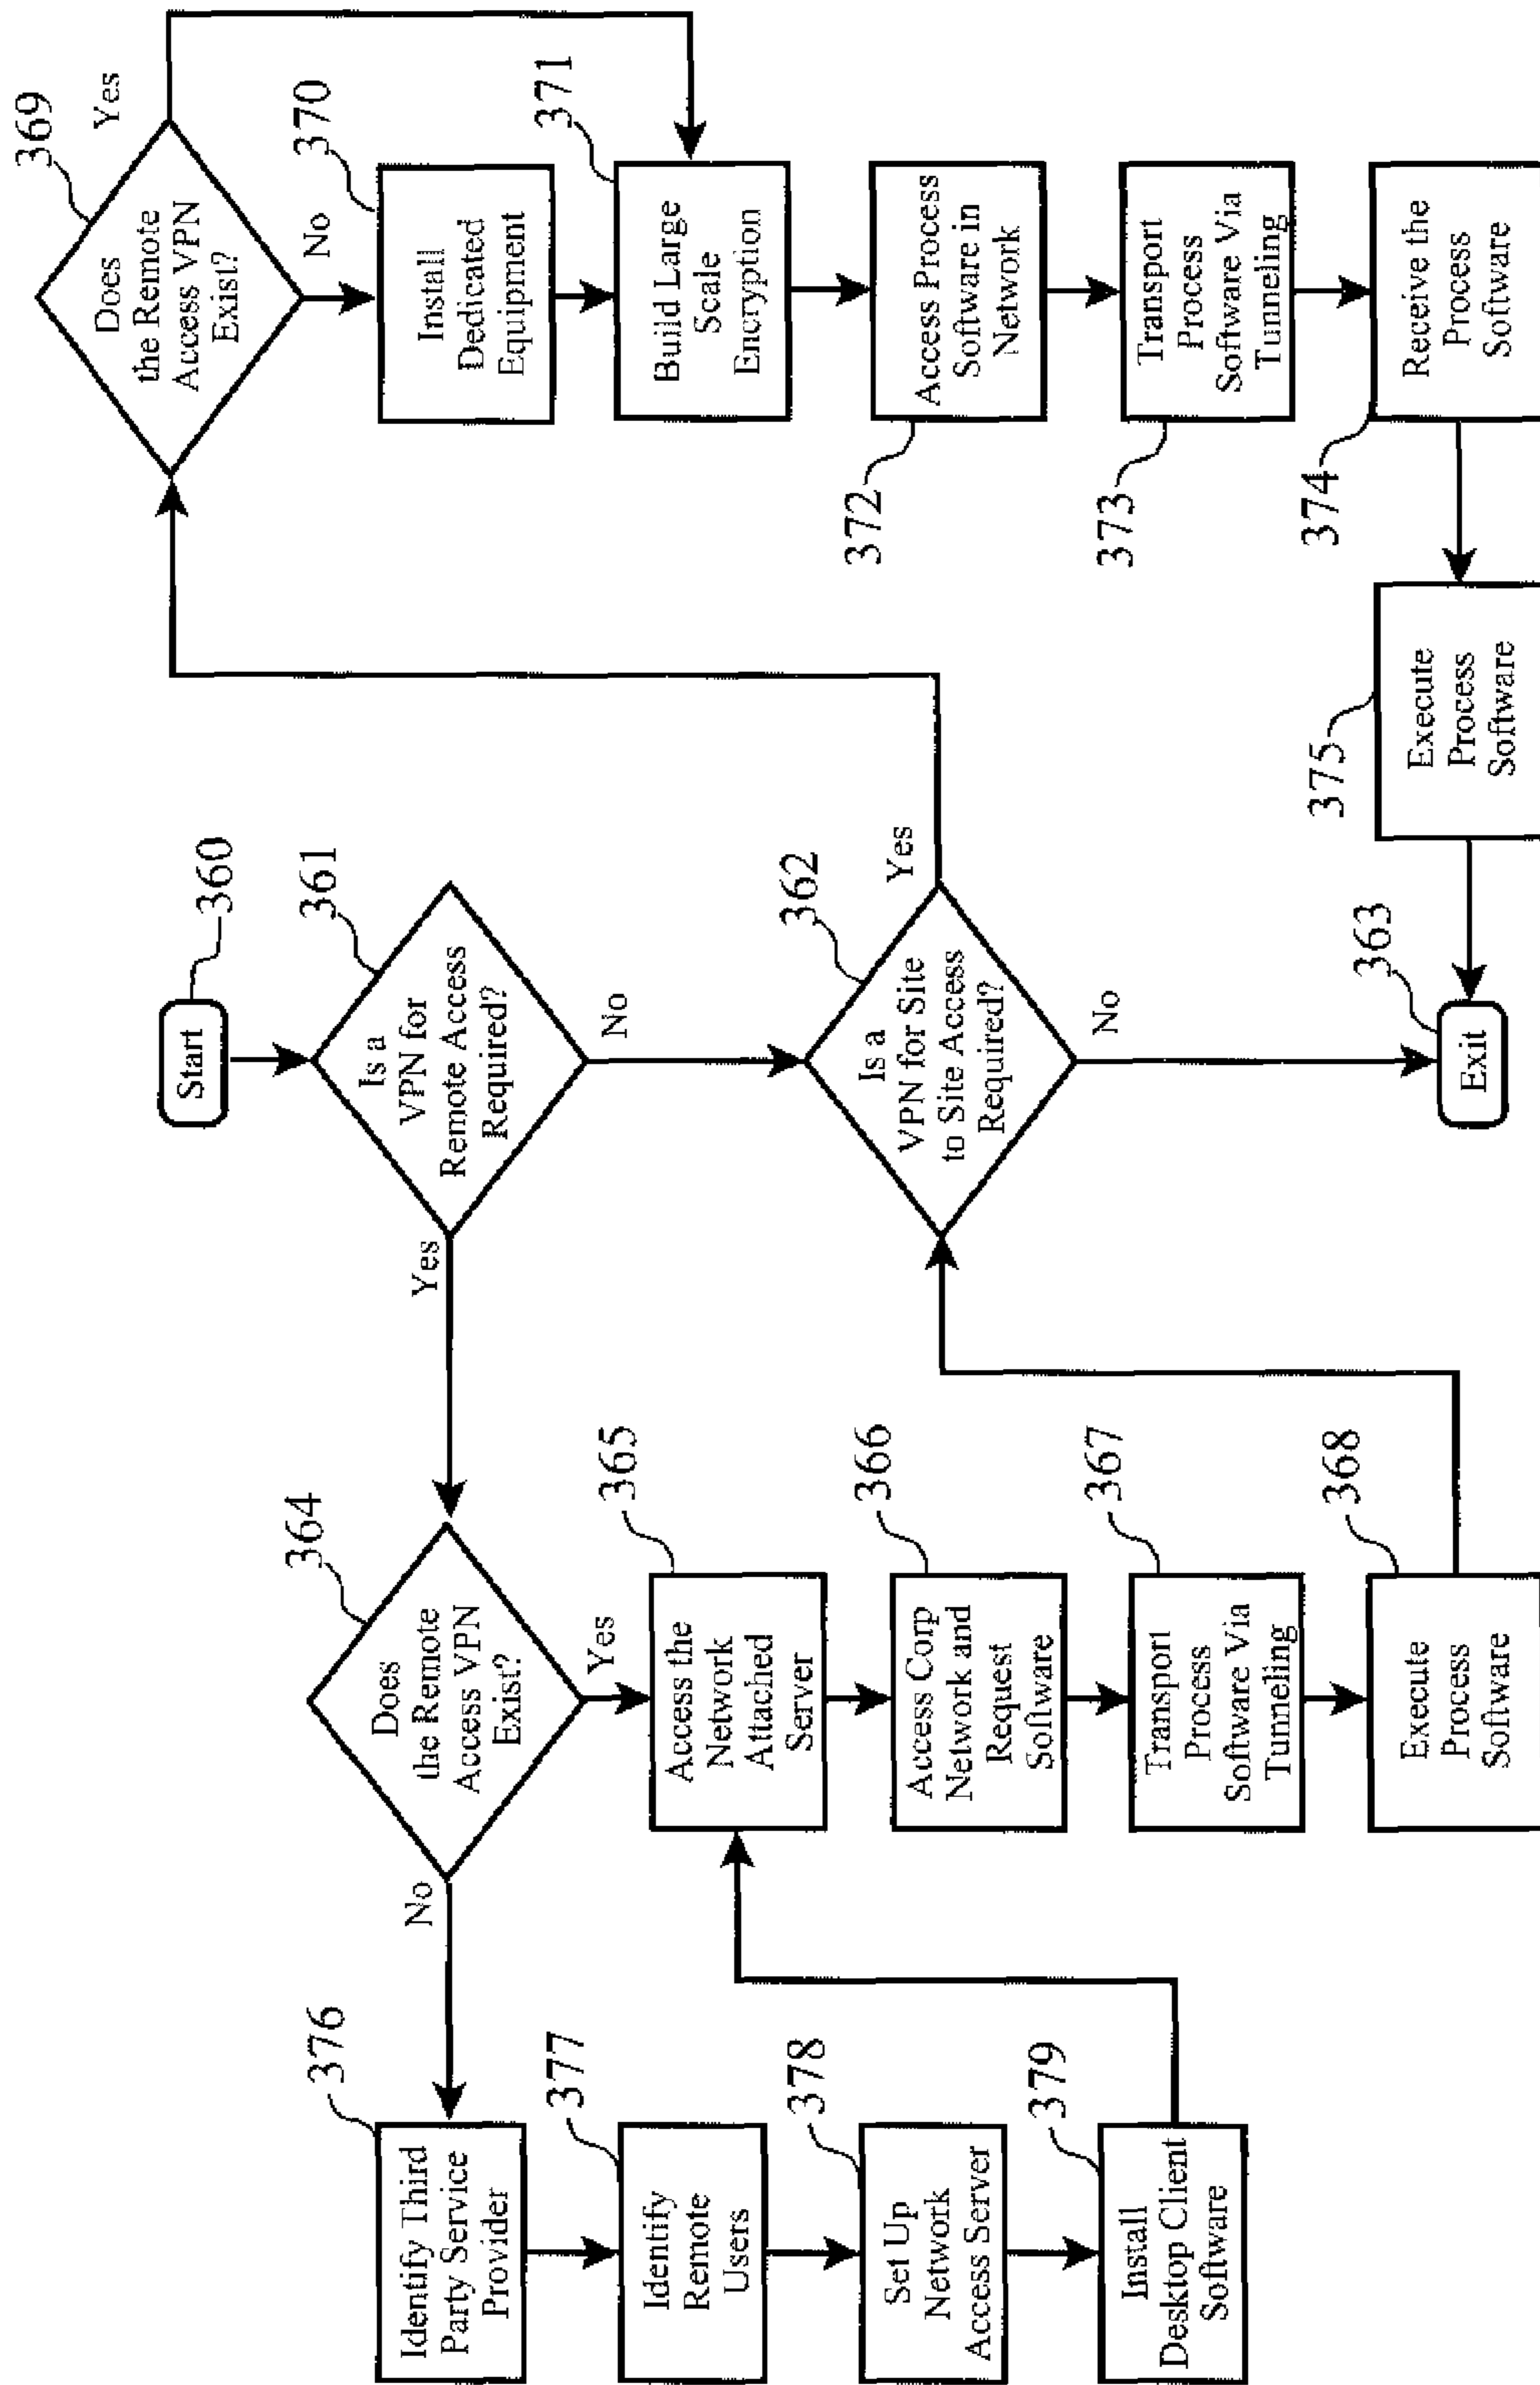 360
Start
361
Is a
VPN for
Remote Access
Required?
Yes
No
362
Is a
VPN for Site
to Site Access
Required?
Yes
No
363
Exit
364
Does
the Remote
Access VPN
Exist?
No
Yes
365
Access the
Network
Attached
Server
366
Access Corp
Network and
Request
Software
367
Transport
Process
Software Via
Tunneling
368
Execute
Process
Software
376
Identify Third
Party Service
Provider
377
Identify
Remote
Users
378
Set Up
Network
Access Server
379
Install
Desktop Client
Software
369
Does
the Remote
Access VPN
Exist?
Yes
No
370
Install
Dedicated
Equipment
371
Build Large
Scale
Encryption
372
Access Process
Software in
Network
373
Transport
Process
Software Via
Tunneling
374
Receive the
Process
Software
375
Execute
Process
Software